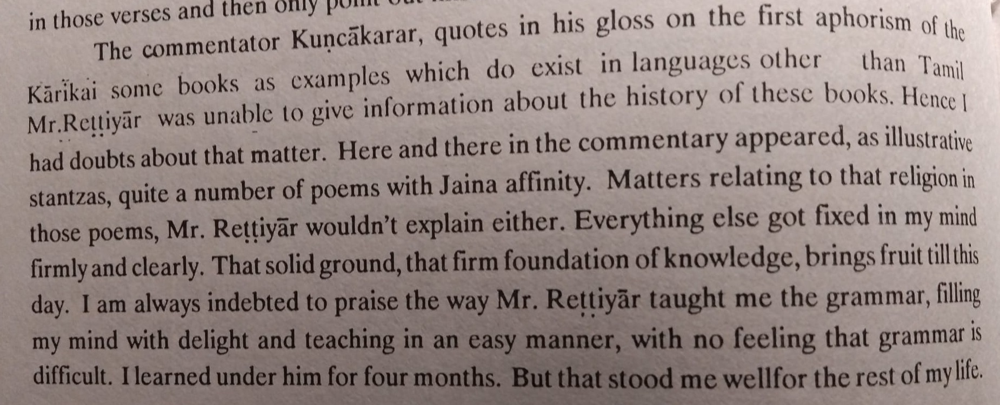 in those verses and then only point out
The commentator Kuṇcākarar, quotes in his gloss on the first aphorism of the
Kārikai some books as examples which do exist in languages other than Tamil
Mr.Reṭṭiyār was unable to give information about the history of these books. Hence I
had doubts about that matter. Here and there in the commentary appeared, as illustrative
stantzas, quite a number of poems with Jaina affinity. Matters relating to that religion in
those poems, Mr. Reṭṭiyār wouldn't explain either. Everything else got fixed in my mind
firmly and clearly. That solid ground, that firm foundation of knowledge, brings fruit till this
day. I am always indebted to praise the way Mr. Reṭṭiyār taught me the grammar, filling
my mind with delight and teaching in an easy manner, with no feeling that grammar is
difficult. I learned under him for four months. But that stood me wellfor the rest of my life.